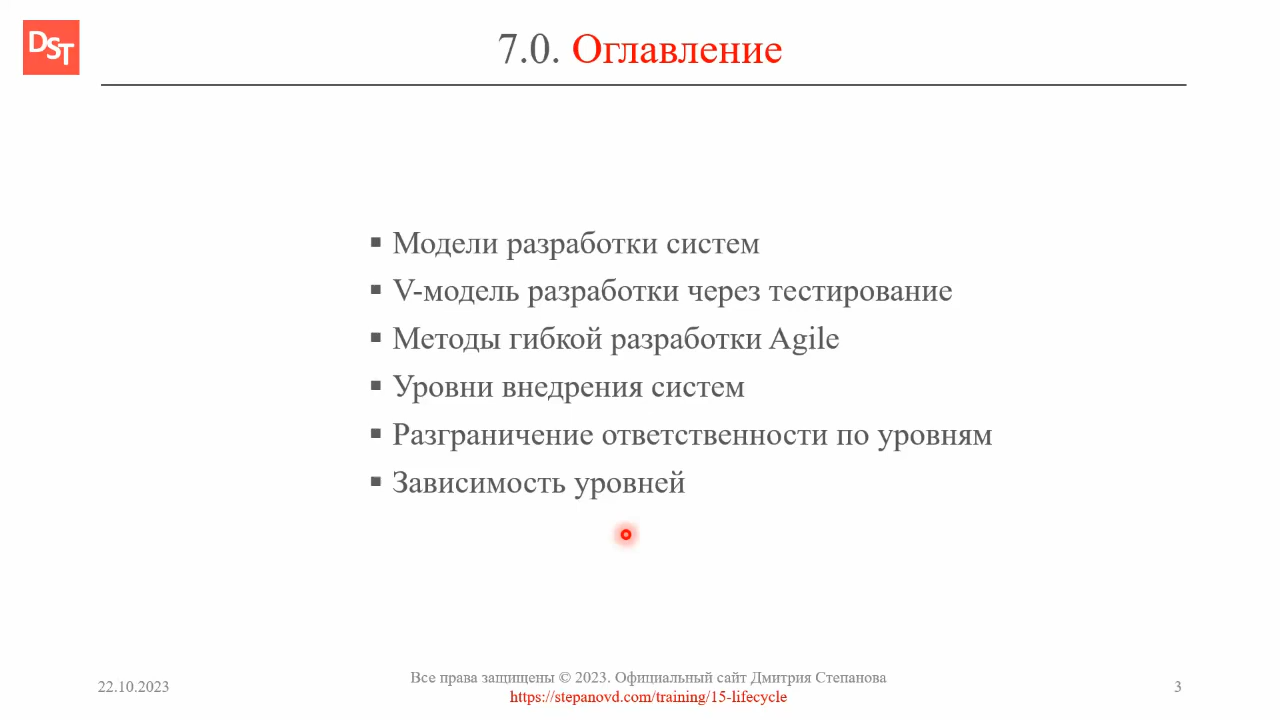 DST
7.0. Оглавление
▪ Модели разработки систем
▪ V-модель разработки через тестирование
▪ Методы гибкой разработки Agile
▪ Уровни внедрения систем
▪ Разграничение ответственности по уровням
▪ Зависимость уровней
22.10.2023
Все права защищены © 2023. Официальный сайт Дмитрия Степанова
https://stepanovd.com/training/15-lifecycle
3